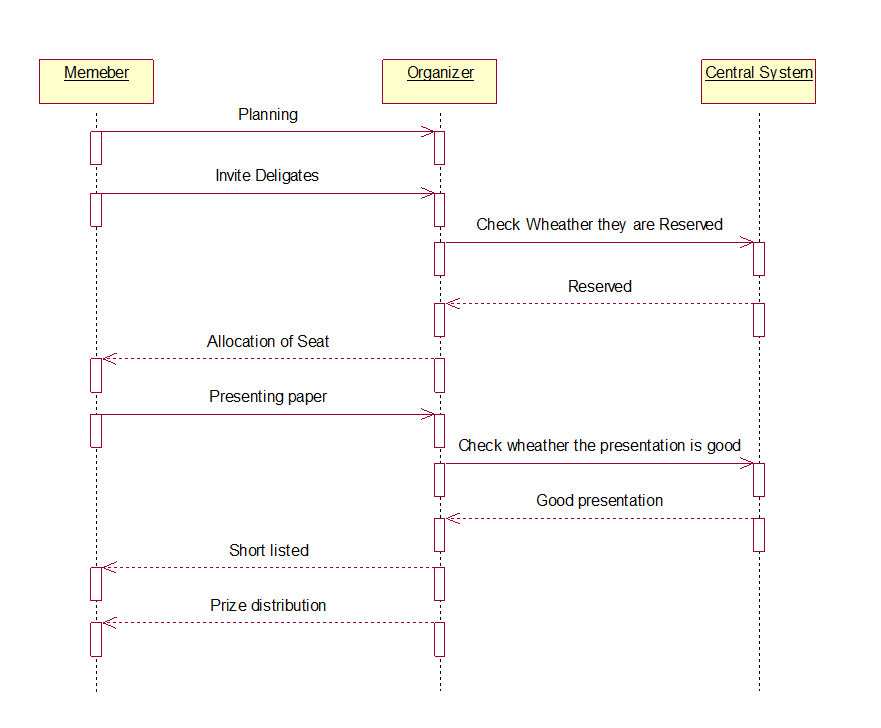 Memeber
Organizer
Central System
Planning
Invite Deligates
Check Wheather they are Reserved
Reserved
Allocation of Seat
Presenting paper
Check wheather the presentation is good
Good presentation
Short listed
Prize distribution